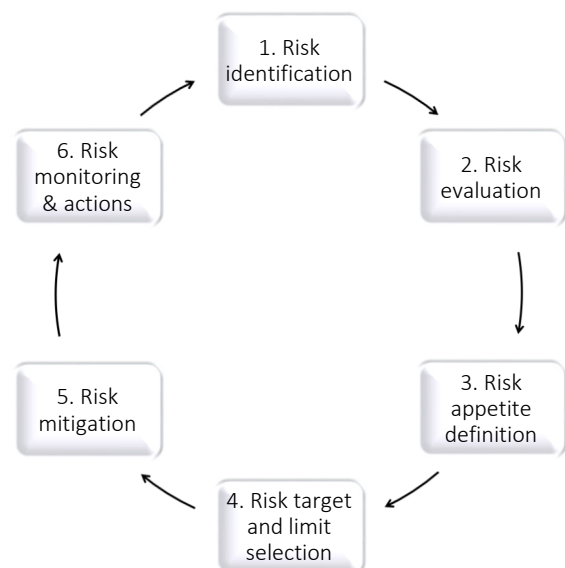 1. Risk
identification
2. Risk
evaluation
3. Risk
appetite
definition
4. Risk target
and limit
selection
5. Risk
mitigation
6. Risk
monitoring
& actions